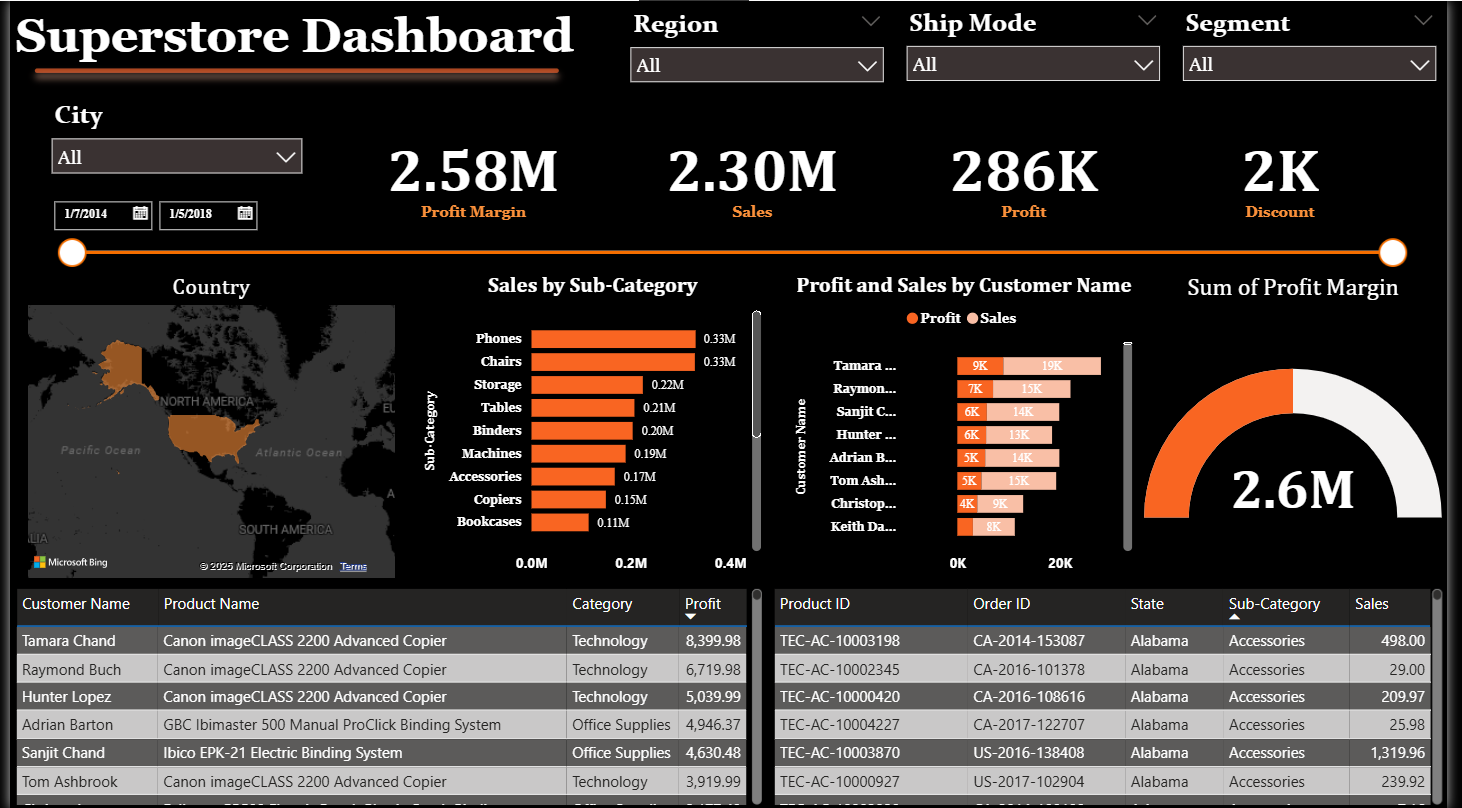 Superstore Dashboard
Region
All
Ship Mode
All
Segment
All
City
All
1/7/2014
1/5/2018
2.58M
Profit Margin
2.30M
Sales
286K
Profit
2K
Discount
Country
NORTH AMERICA
Pacific Ocean
Atlantic Ocean
EU
A
SOUTH AMERICA
LIA
Microsoft Bing
© 2025 Microsoft Corporation Terms
Sales by Sub-Category
Sub-Category
Phones 0.33M
Chairs 0.33M
Storage 0.22M
Tables 0.21M
Binders 0.20M
Machines 0.19M
Accessories 0.17M
Copiers 0.15M
Bookcases 0.11M
0.0M 0.2M 0.4M
Profit and Sales by Customer Name
Profit Sales
Customer Name
Tamara ... 9K 19K
Raymon... 7K 15K
Sanjit C... 6K 14K
Hunter ... 6K 13K
Adrian B... 5K 14K
Tom Ash... 5K 15K
Christop... 4K 9K
Keith Da... 8K
0K 20K
Sum of Profit Margin
2.6M
Customer Name Product Name Category Profit
Tamara Chand Canon imageCLASS 2200 Advanced Copier Technology 8,399.98
Raymond Buch Canon imageCLASS 2200 Advanced Copier Technology 6,719.98
Hunter Lopez Canon imageCLASS 2200 Advanced Copier Technology 5,039.99
Adrian Barton GBC Ibimaster 500 Manual ProClick Binding System Office Supplies 4,946.37
Sanjit Chand Ibico EPK-21 Electric Binding System Office Supplies 4,630.48
Tom Ashbrook Canon imageCLASS 2200 Advanced Copier Technology 3,919.99
Product ID Order ID State Sub-Category Sales
TEC-AC-10003198 CA-2014-153087 Alabama Accessories 498.00
TEC-AC-10002345 CA-2016-101378 Alabama Accessories 29.00
TEC-AC-10000420 CA-2016-108616 Alabama Accessories 209.97
TEC-AC-10004227 CA-2017-122707 Alabama Accessories 25.98
TEC-AC-10003870 US-2016-138408 Alabama Accessories 1,319.96
TEC-AC-10000927 US-2017-102904 Alabama Accessories 239.92